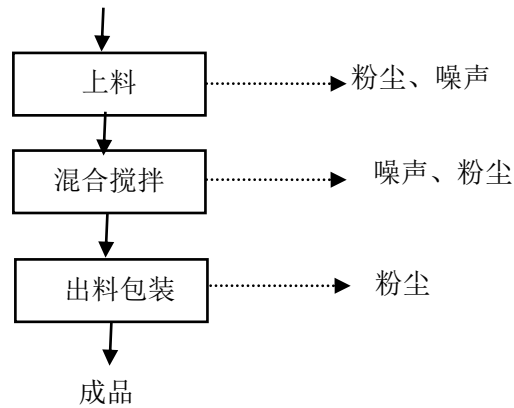 上料
粉尘、噪声
混合搅拌
噪声、粉尘
出料包装
粉尘
成品